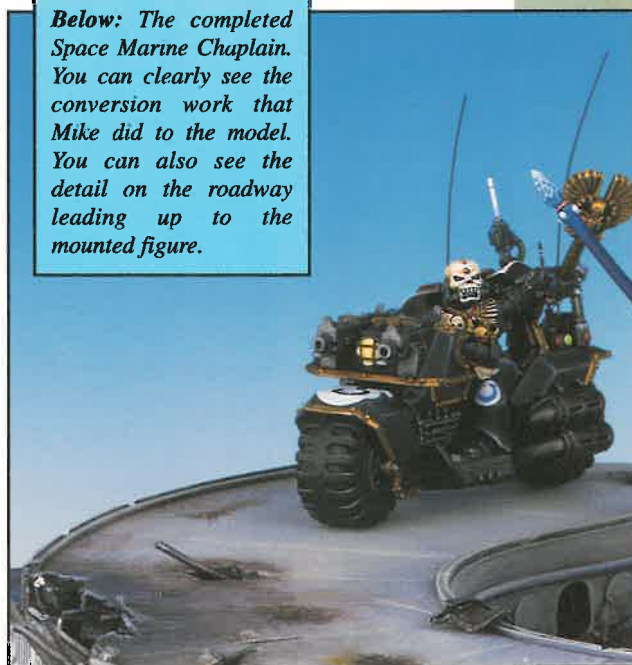 Below: The completed
Space Marine Chaplain.
You can clearly see the
conversion work that
Mike did to the model.
You can also see the
detail on the roadway
leading up to the
mounted figure.